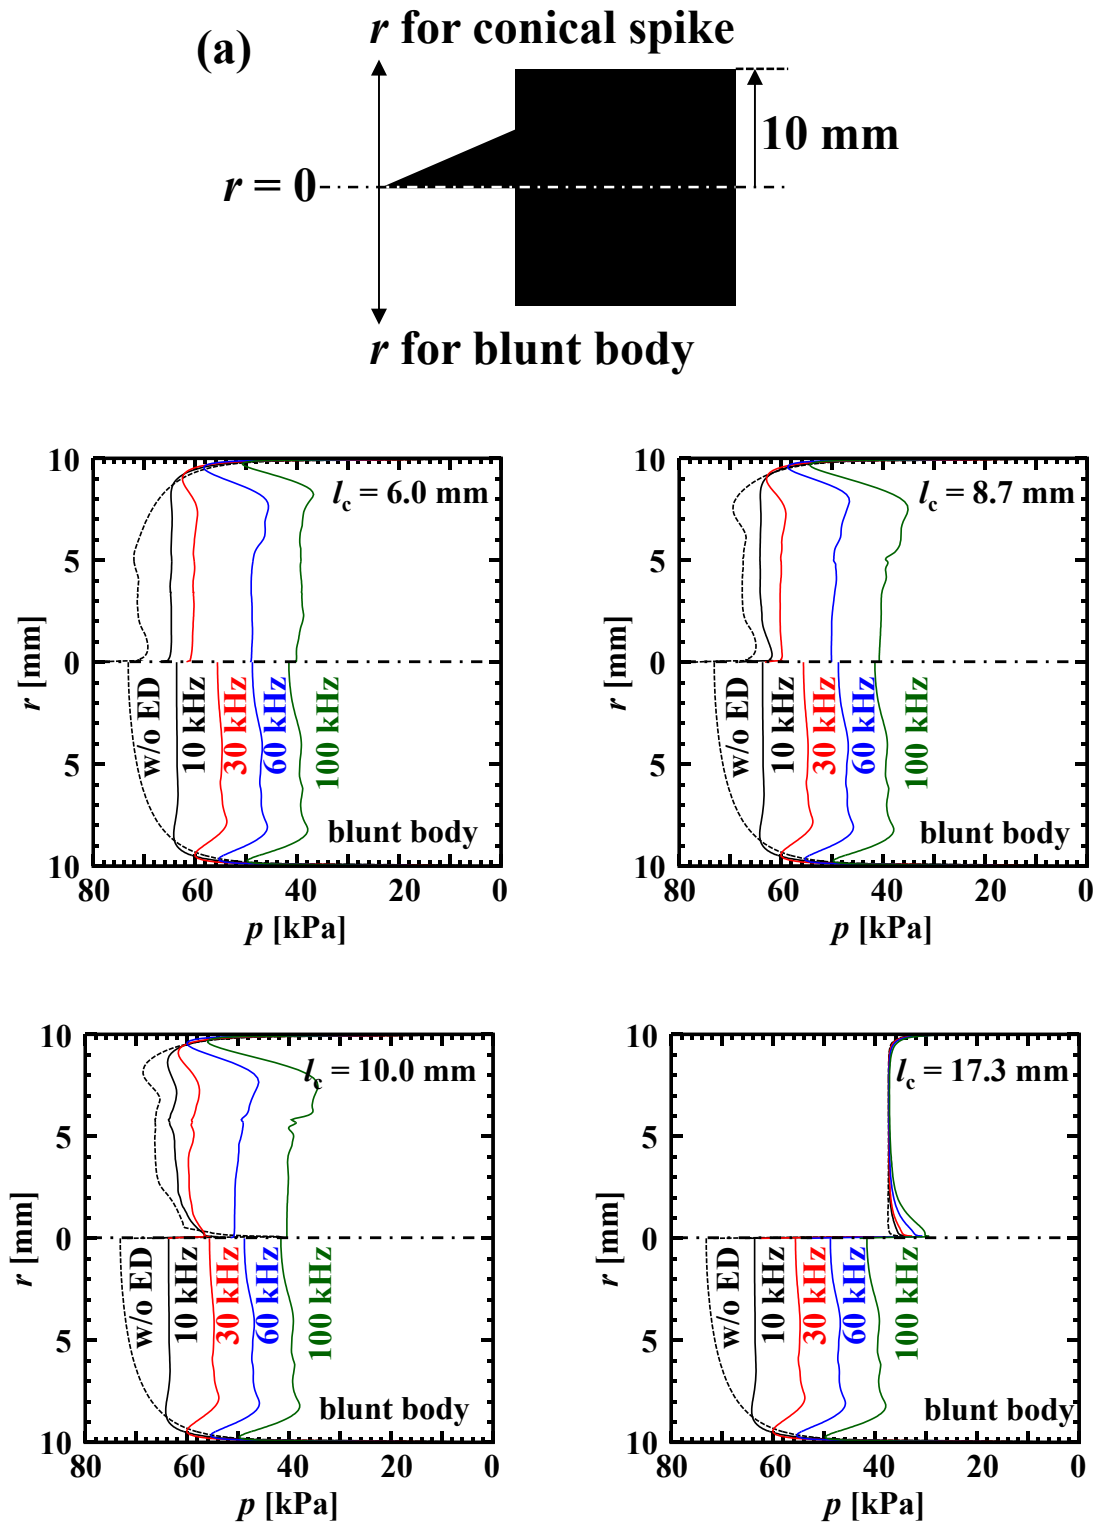 (a)
r for conical spike
10 mm
r = 0
r for blunt body
10
5
0
5
10
r [mm]
l_c = 6.0 mm
w/o ED
10 kHz
30 kHz
60 kHz
100 kHz
blunt body
80 60 40 20 0
p [kPa]
10
5
0
5
10
r [mm]
l_c = 8.7 mm
w/o ED
10 kHz
30 kHz
60 kHz
100 kHz
blunt body
80 60 40 20 0
p [kPa]
10
5
0
5
10
r [mm]
l_c = 10.0 mm
w/o ED
10 kHz
30 kHz
60 kHz
100 kHz
blunt body
80 60 40 20 0
p [kPa]
10
5
0
5
10
r [mm]
l_c = 17.3 mm
w/o ED
10 kHz
30 kHz
60 kHz
100 kHz
blunt body
80 60 40 20 0
p [kPa]